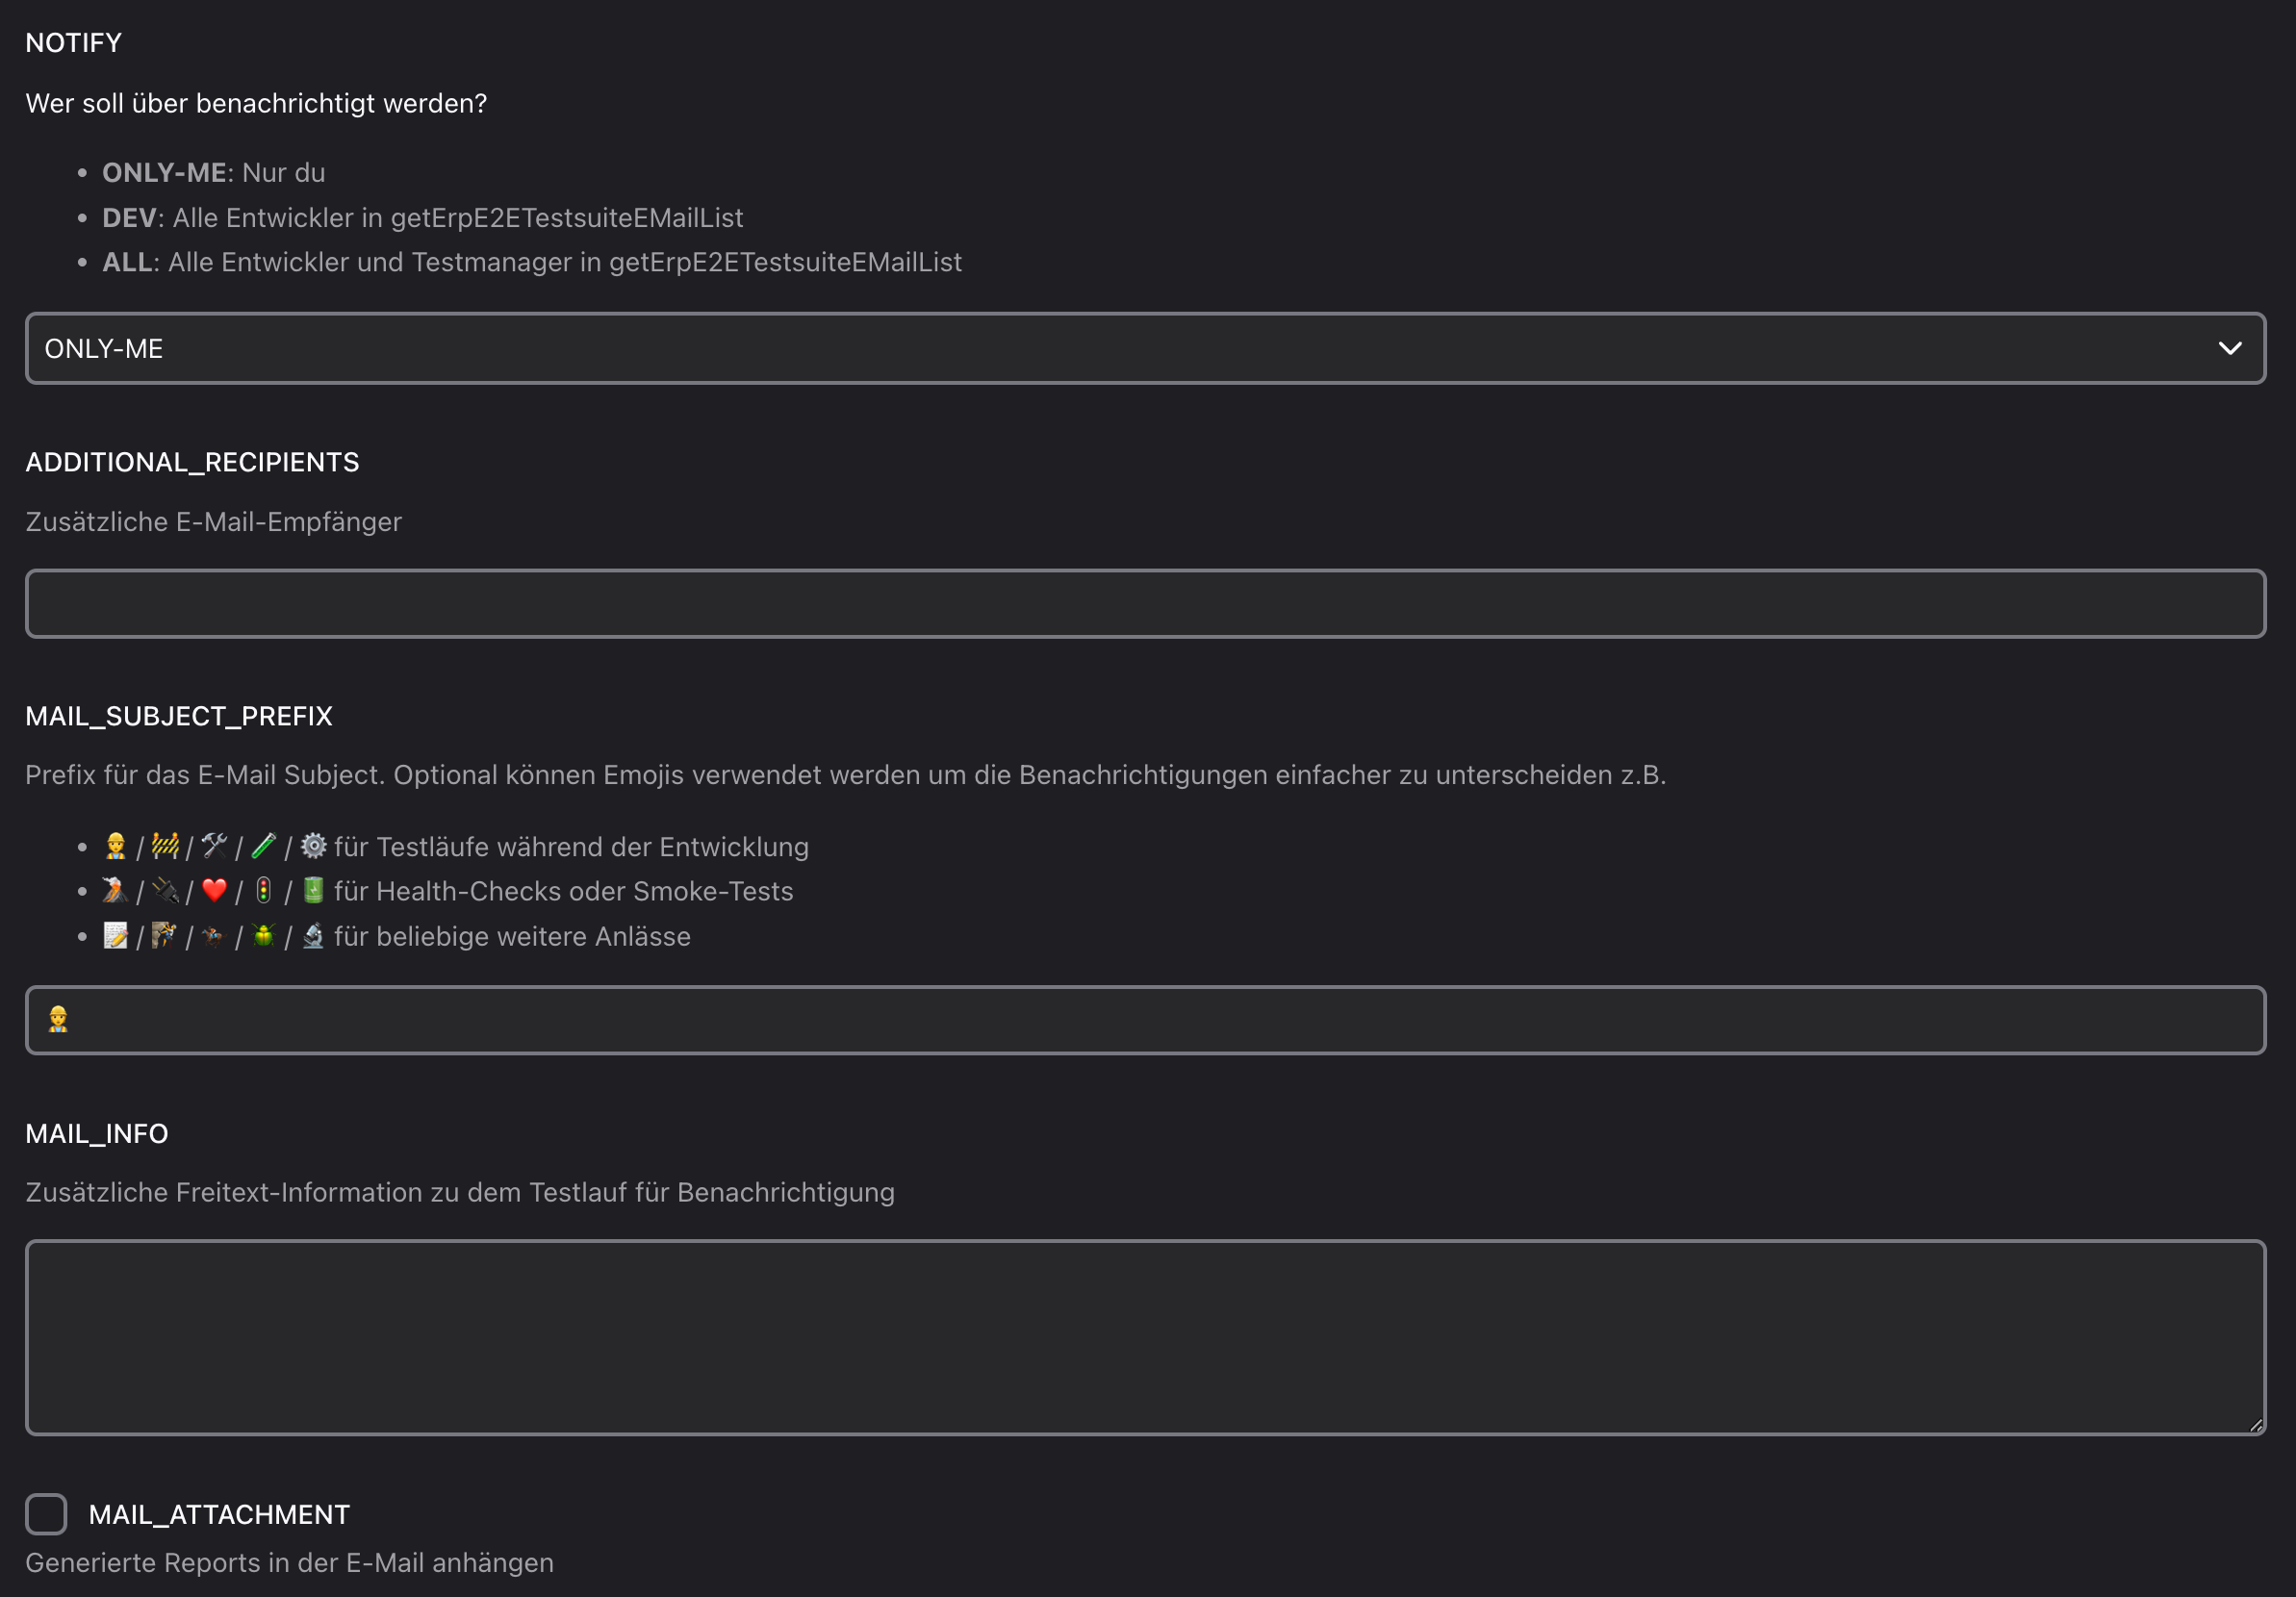 NOTIFY
Wer soll über benachrichtigt werden?
• ONLY-ME: Nur du
• DEV: Alle Entwickler in getErpE2ETestsuiteEMailList
• ALL: Alle Entwickler und Testmanager in getErpE2ETestsuiteEMailList
ONLY-ME
ADDITIONAL_RECIPIENTS
Zusätzliche E-Mail-Empfänger
MAIL_SUBJECT_PREFIX
Prefix für das E-Mail Subject. Optional können Emojis verwendet werden um die Benachrichtigungen einfacher zu unterscheiden z.B.
• 👷 / 🚧 / 🛠️ / 🧪 / ⚙️ für Testläufe während der Entwicklung
• 🌋 / 🔌 / ❤️ / 🚦 / 🔋 für Health-Checks oder Smoke-Tests
• 📝 / 🧗 / 🏇 / 🪲 / 🔬 für beliebige weitere Anlässe
👷
MAIL_INFO
Zusätzliche Freitext-Information zu dem Testlauf für Benachrichtigung
MAIL_ATTACHMENT
Generierte Reports in der E-Mail anhängen